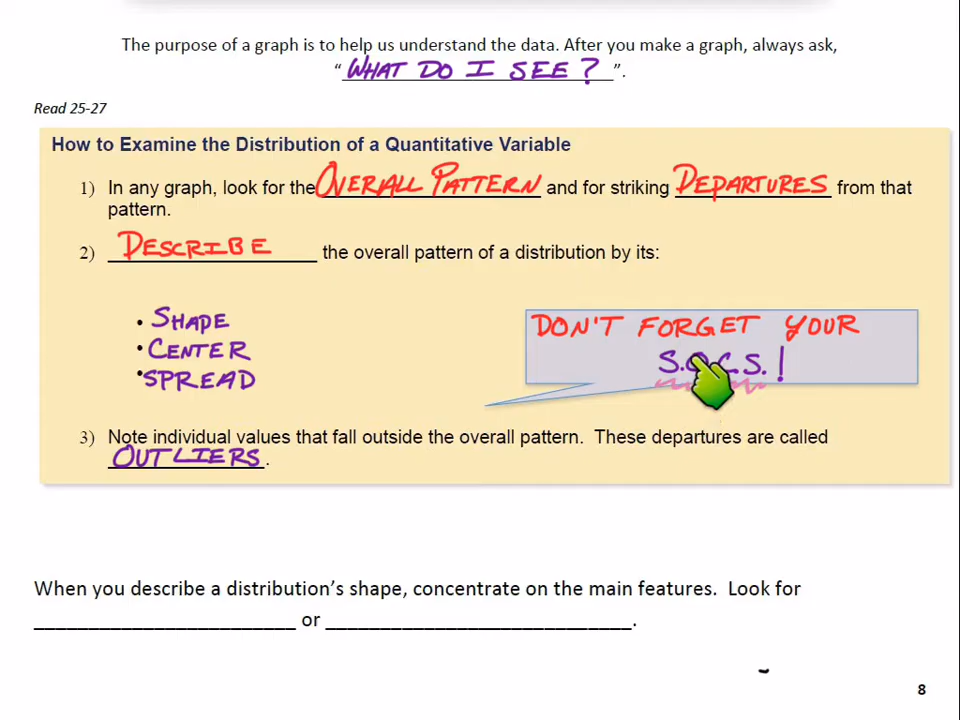 The purpose of a graph is to help us understand the data. After you make a graph, always ask,
“WHAT DO I SEE?”.
Read 25-27
How to Examine the Distribution of a Quantitative Variable
1) In any graph, look for the OVERALL PATTERN and for striking DEPARTURES from that
pattern.
2) DESCRIBE the overall pattern of a distribution by its:
• SHAPE
• CENTER
• SPREAD
DON'T FORGET YOUR
S.O.C.S.!
3) Note individual values that fall outside the overall pattern. These departures are called
OUTLIERS.
When you describe a distribution’s shape, concentrate on the main features. Look for
________________________ or ____________________________.
8